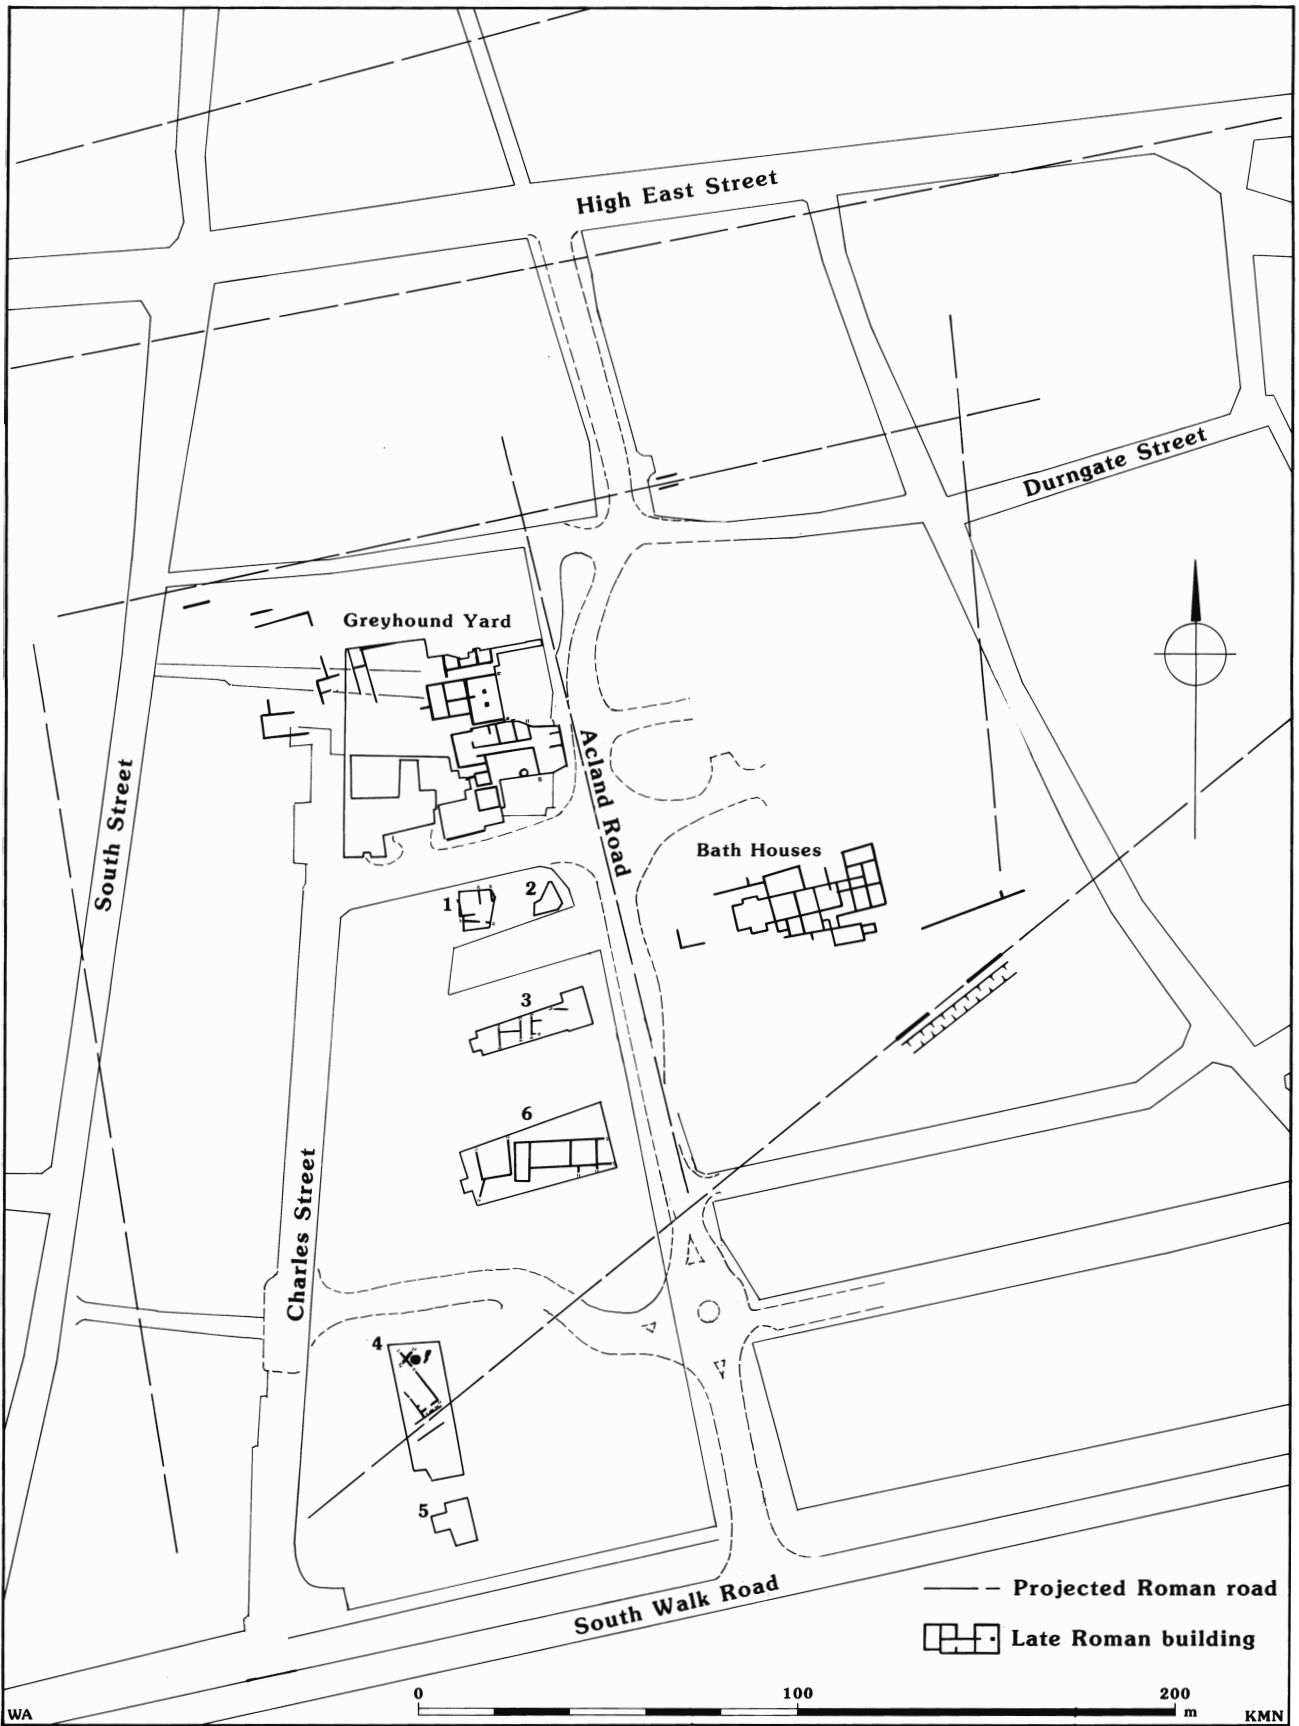 High East Street
Durngate Street
Greyhound Yard
South Street
Acland Road
Bath Houses
1
2
3
6
Charles Street
4
5
South Walk Road
Projected Roman road
Late Roman building
0
100
200
m
WA
KMN